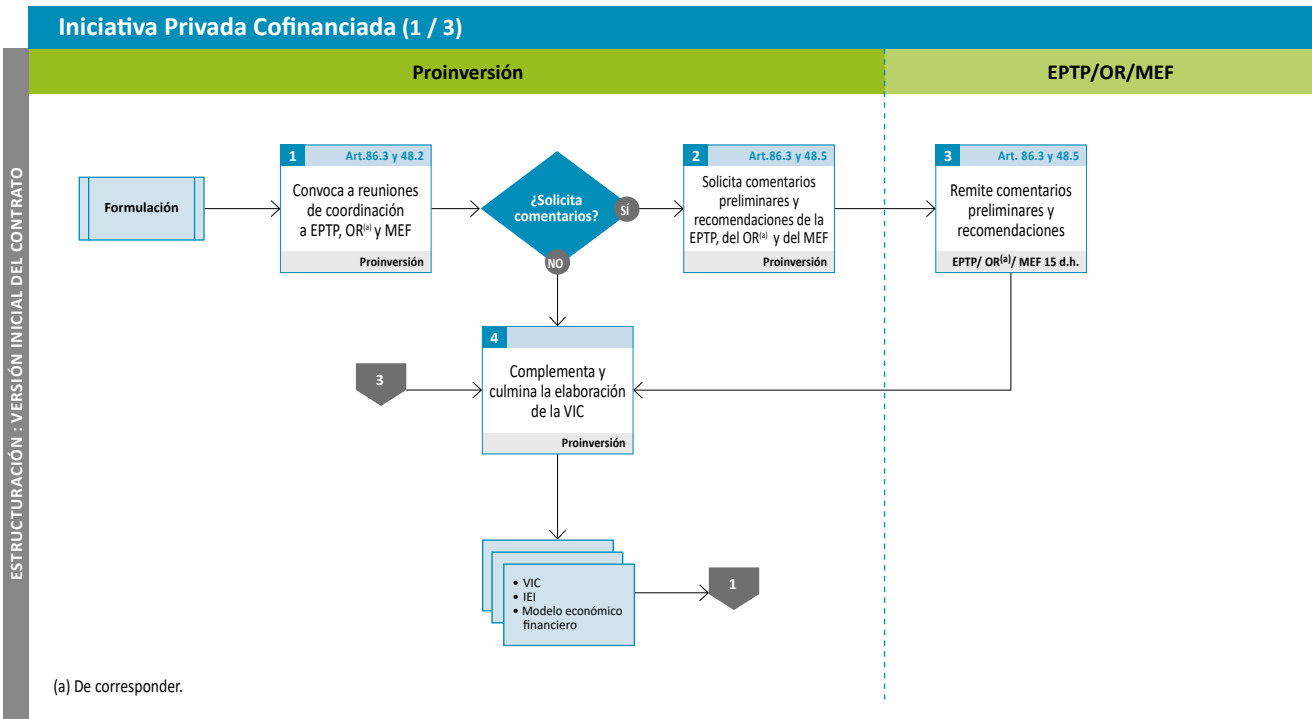 Iniciativa Privada Cofinanciada (1 / 3)
Proinversión
EPTP/OR/MEF
ESTRUCTURACIÓN : VERSIÓN INICIAL DEL CONTRATO
Formulación
1
Art.86.3 y 48.2
Convoca a reuniones
de coordinación
a EPTP, OR(a) y MEF
Proinversión
¿Solicita
comentarios?
SÍ
NO
2
Art.86.3 y 48.5
Solicita comentarios
preliminares y
recomendaciones de la
EPTP, del OR(a) y del MEF
Proinversión
3
Art. 86.3 y 48.5
Remite comentarios
preliminares y
recomendaciones
EPTP/ OR(a)/ MEF 15 d.h.
3
4
Complementa y
culmina la elaboración
de la VIC
Proinversión
• VIC
• IEI
• Modelo económico
financiero
1
(a) De corresponder.